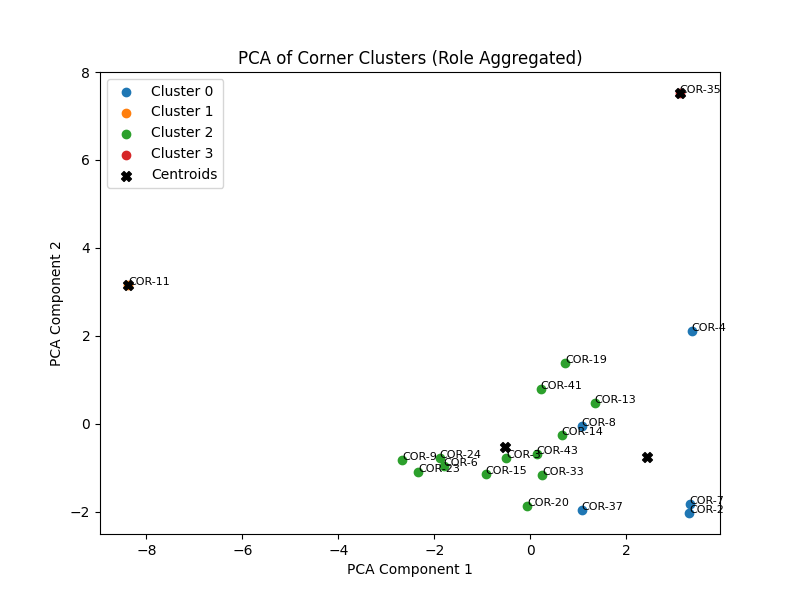 PCA of Corner Clusters (Role Aggregated)
Cluster 0
Cluster 1
Cluster 2
Cluster 3
Centroids
COR-35
COR-11
COR-4
COR-19
COR-41
COR-13
COR-8
COR-14
COR-43
COR-3
COR-9
COR-24
COR-6
COR-23
COR-15
COR-33
COR-20
COR-37
COR-7
COR-2
8
6
4
2
0
−2
PCA Component 2
−8
−6
−4
−2
0
2
PCA Component 1